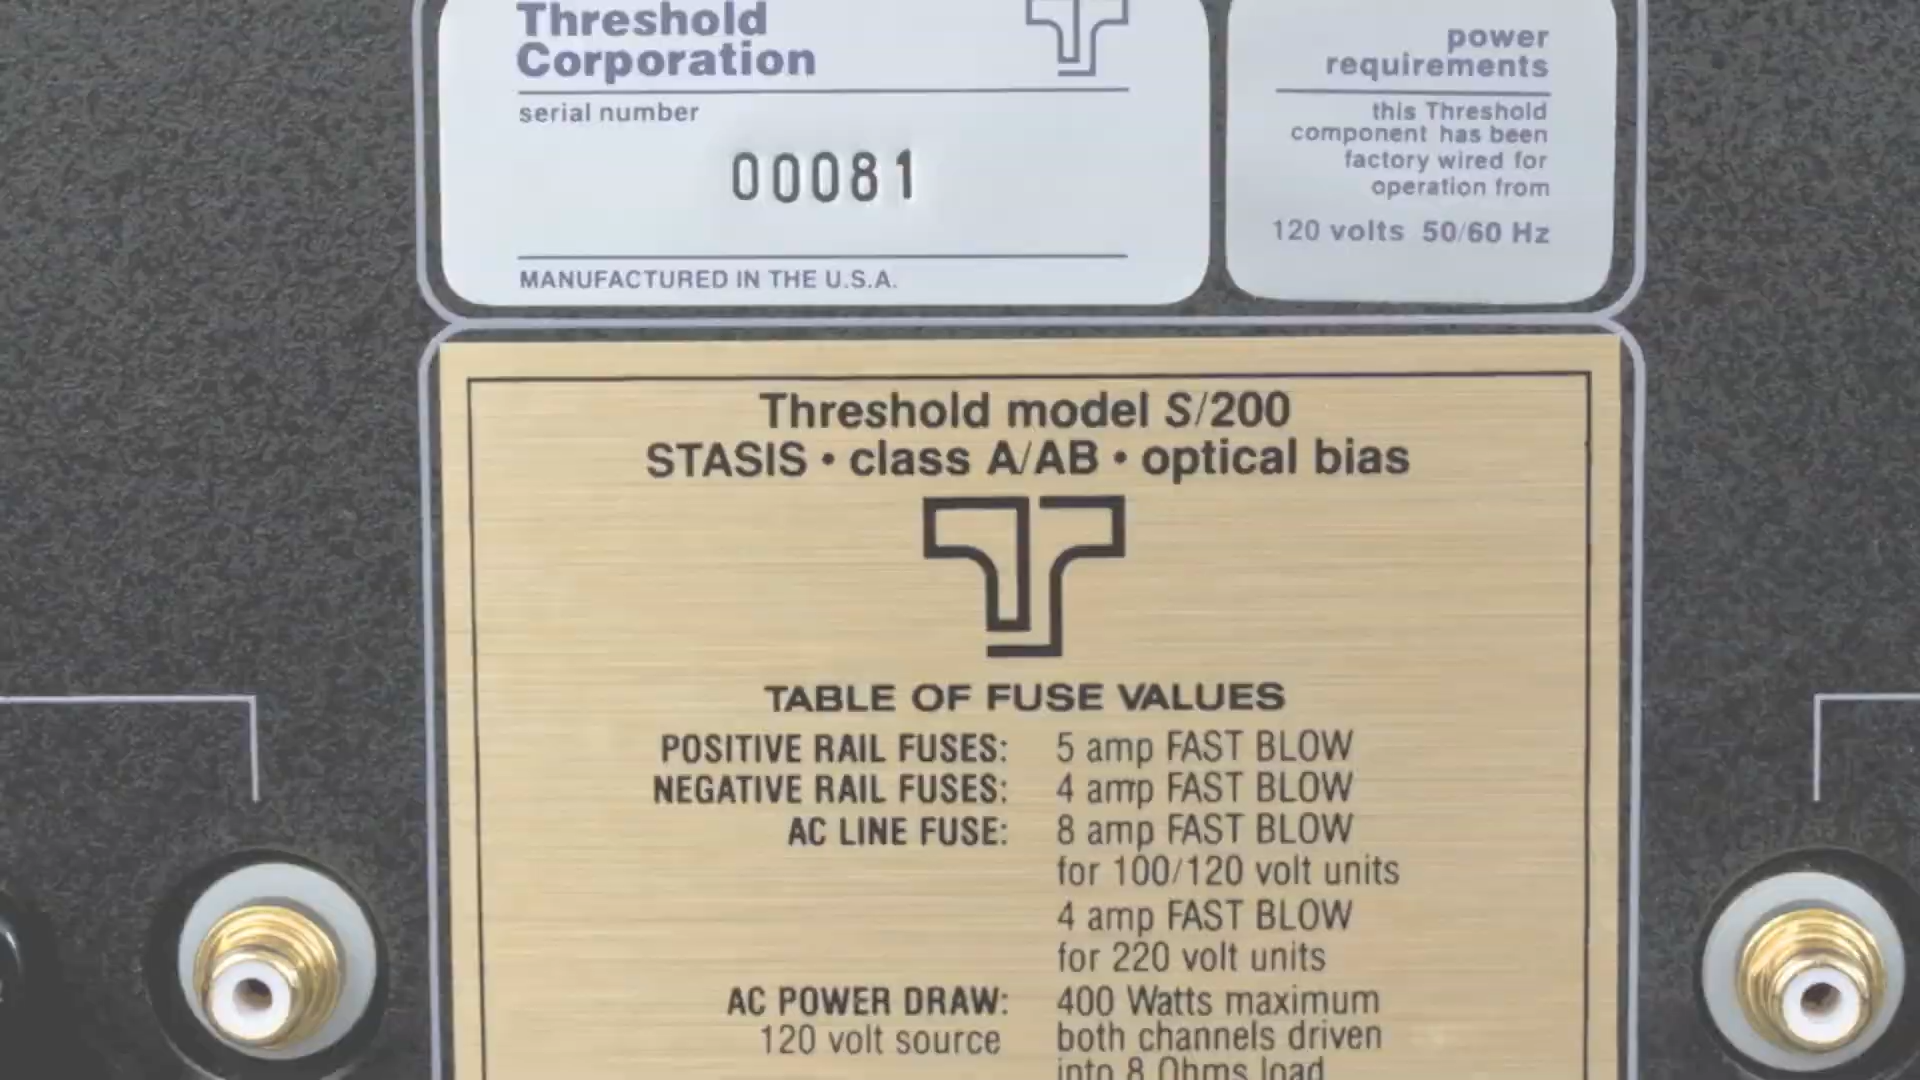 Threshold
Corporation
serial number
00081
MANUFACTURED IN THE U.S.A.
power
requirements
this Threshold
component has been
factory wired for
operation from
120 volts 50/60 Hz
Threshold model S/200
STASIS • class A/AB • optical bias
TABLE OF FUSE VALUES
POSITIVE RAIL FUSES: 5 amp FAST BLOW
NEGATIVE RAIL FUSES: 4 amp FAST BLOW
AC LINE FUSE: 8 amp FAST BLOW
for 100/120 volt units
4 amp FAST BLOW
for 220 volt units
AC POWER DRAW: 400 Watts maximum
120 volt source both channels driven
into 8 Ohms load